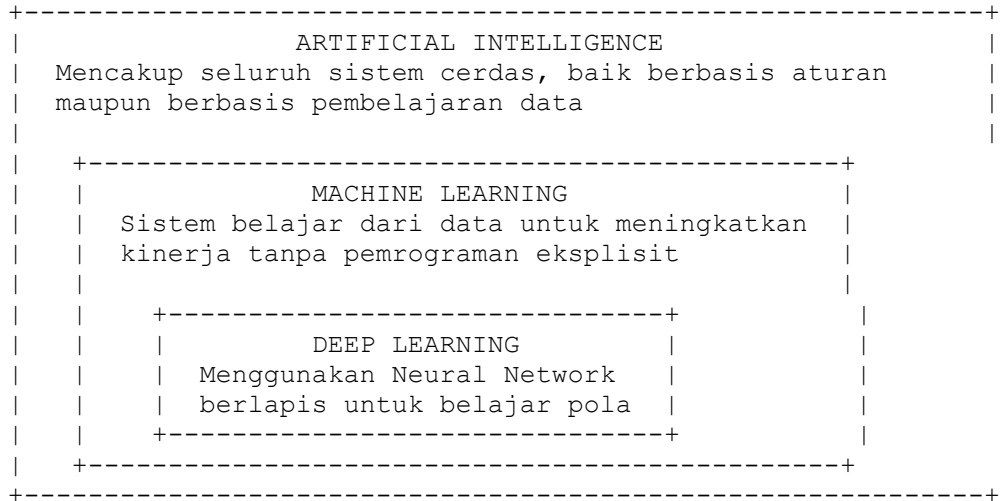 ARTIFICIAL INTELLIGENCE
Mencakup seluruh sistem cerdas, baik berbasis aturan
maupun berbasis pembelajaran data
MACHINE LEARNING
Sistem belajar dari data untuk meningkatkan
kinerja tanpa pemrograman eksplisit
DEEP LEARNING
Menggunakan Neural Network
berlapis untuk belajar pola